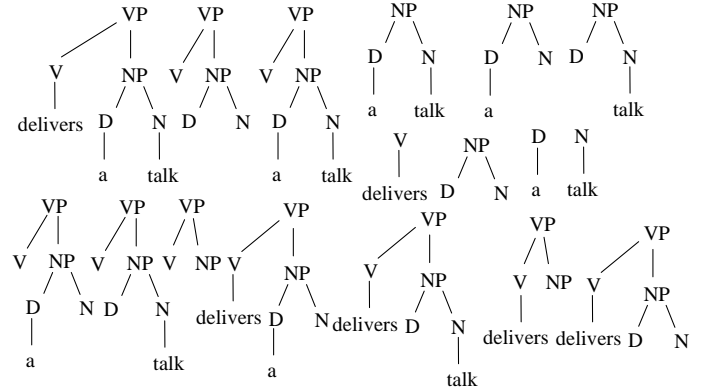 VP VP VP NP NP NP
V NP V NP V NP D N D N D N
delivers D N D N D N a talk a talk
a talk a talk V NP D N
delivers D N a talk
VP VP VP VP VP VP VP
V NP V NP V NP V NP V NP V NP V NP
D N D N delivers D N delivers D N delivers delivers D N
a talk a talk